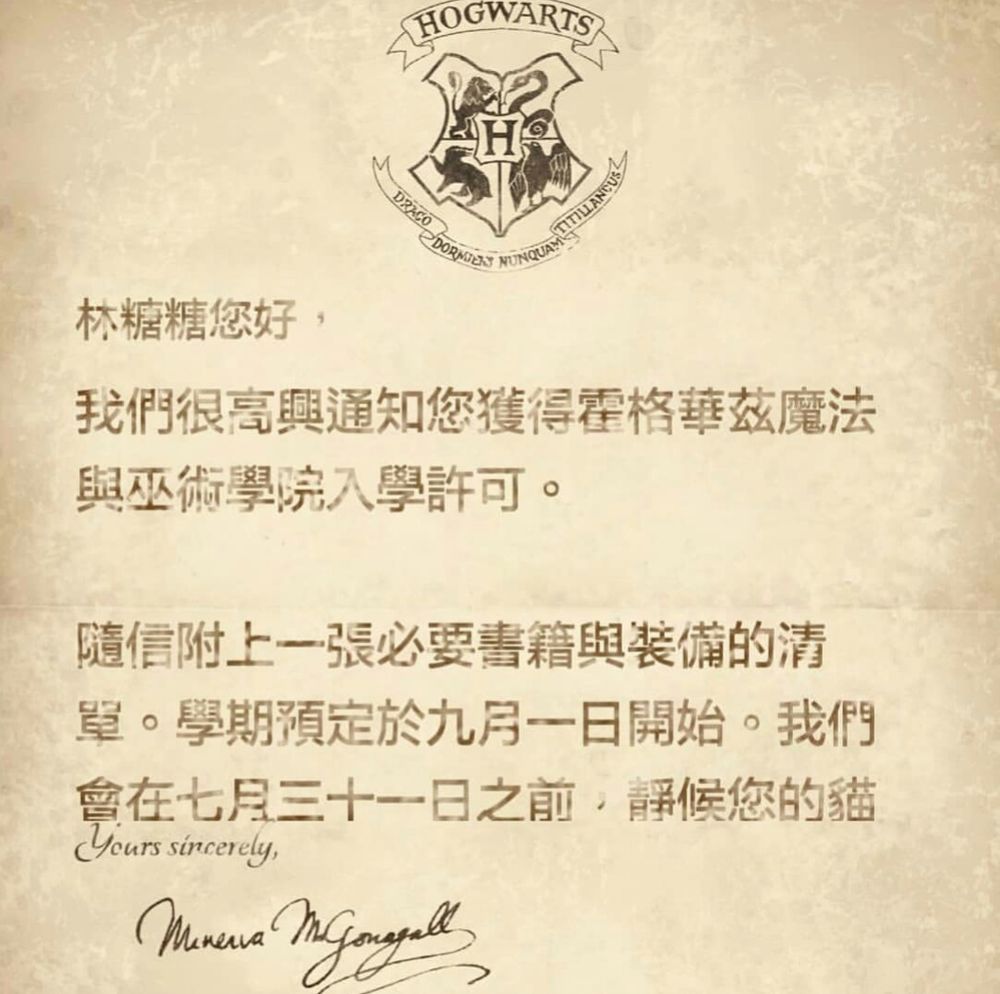 HOGWARTS
H
DRACO DORMIENS NUNQUAM TITILLANDUS
林糖糖您好，
我們很高興通知您獲得霍格華茲魔法
與巫術學院入學許可。
隨信附上一張必要書籍與裝備的清
單。學期預定於九月一日開始。我們
會在七月三十一日之前，靜候您的貓
Yours sincerely,
Minerva McGonagall